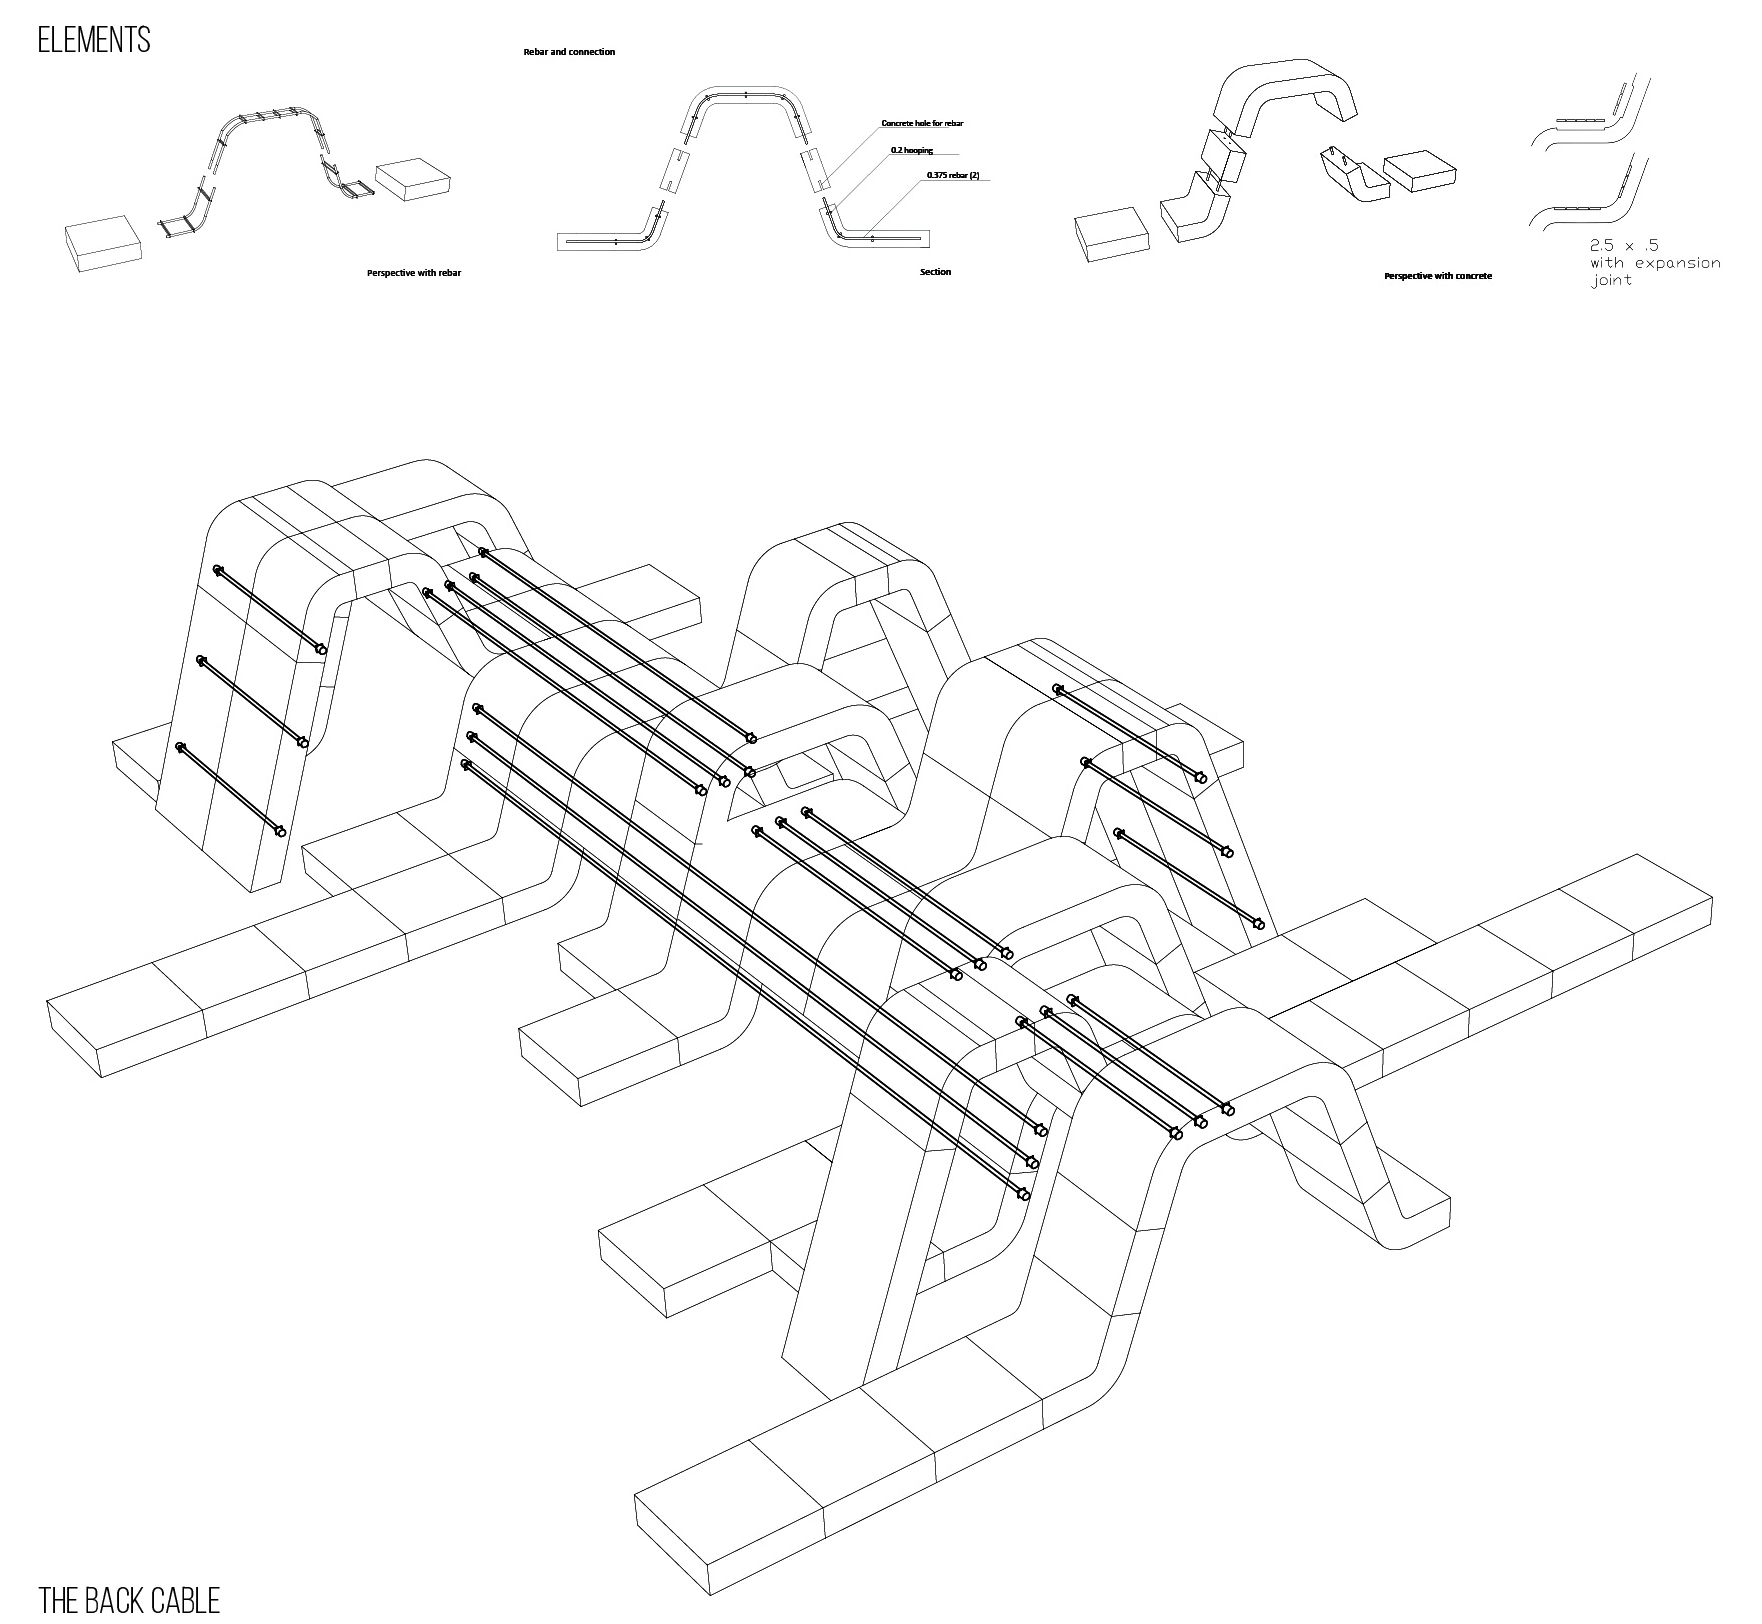 ELEMENTS
Rebar and connection
Concrete hole for rebar
0.2 hooping
0.375 rebar (2)
Perspective with rebar
Section
Perspective with concrete
2.5 x .5
with expansion
joint
THE BACK CABLE